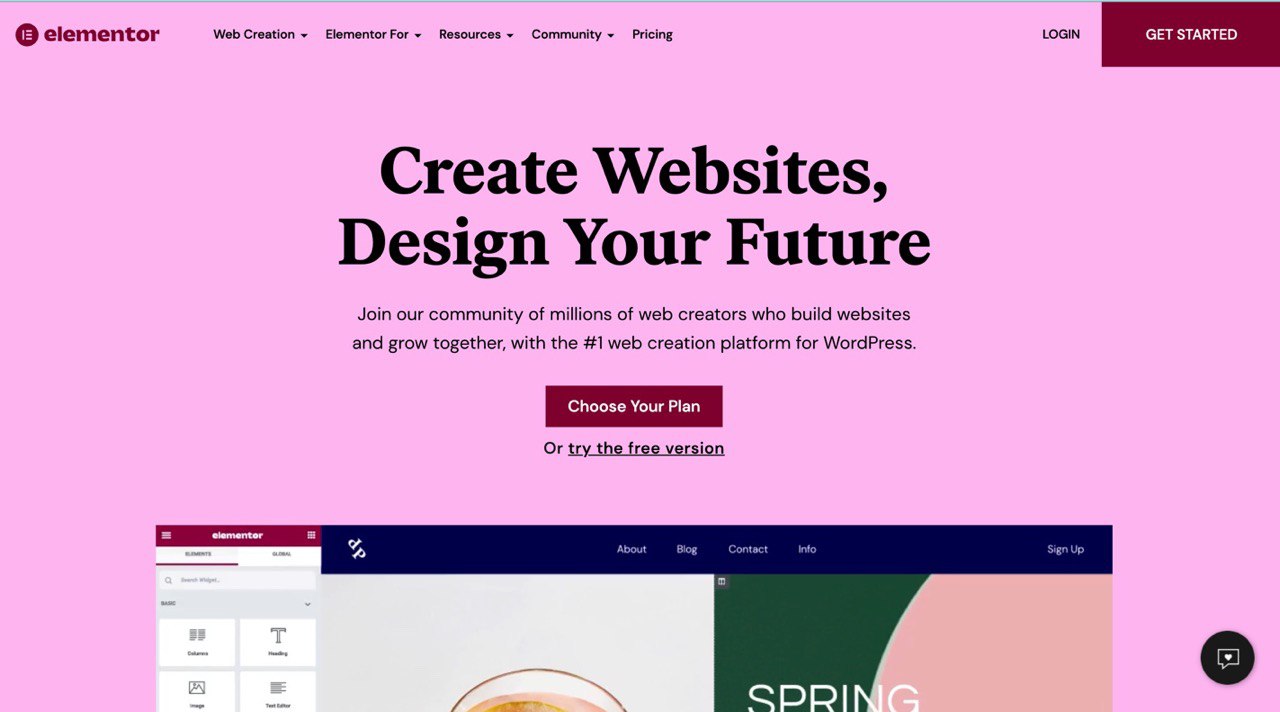 elementor
Web Creation
Elementor For
Resources
Community
Pricing
LOGIN
GET STARTED
Create Websites,
Design Your Future
Join our community of millions of web creators who build websites
and grow together, with the #1 web creation platform for WordPress.
Choose Your Plan
Or try the free version
elementor
ELEMENTS
GLOBAL
Search Widget...
BASIC
Columns
Heading
Image
Text Editor
dp
About
Blog
Contact
Info
Sign Up
SPRING